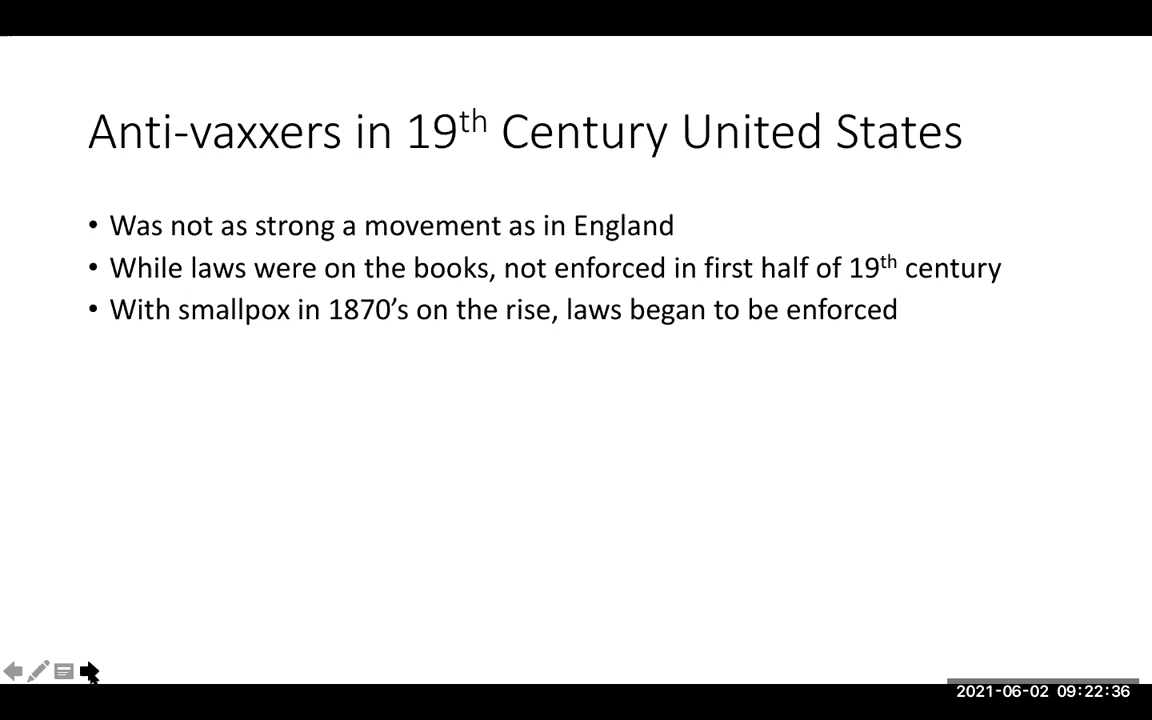 Anti-vaxxers in 19th Century United States
• Was not as strong a movement as in England
• While laws were on the books, not enforced in first half of 19th century
• With smallpox in 1870’s on the rise, laws began to be enforced
2021-06-02 09:22:36